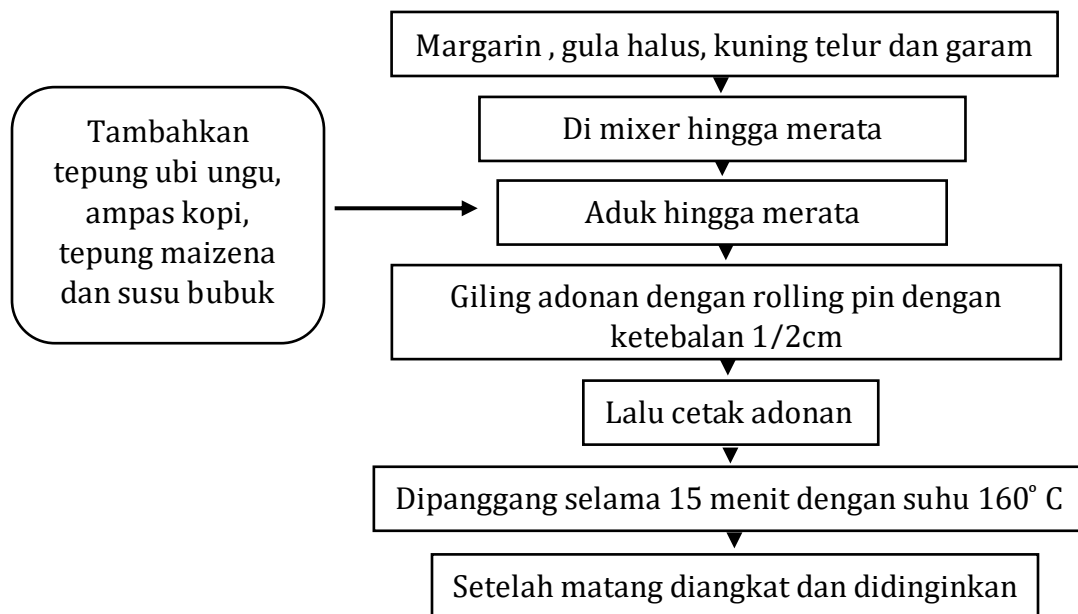 Margarin , gula halus, kuning telur dan garam
Di mixer hingga merata
Tambahkan
tepung ubi ungu,
ampas kopi,
tepung maizena
dan susu bubuk
Aduk hingga merata
Giling adonan dengan rolling pin dengan
ketebalan 1/2cm
Lalu cetak adonan
Dipanggang selama 15 menit dengan suhu 160° C
Setelah matang diangkat dan didinginkan